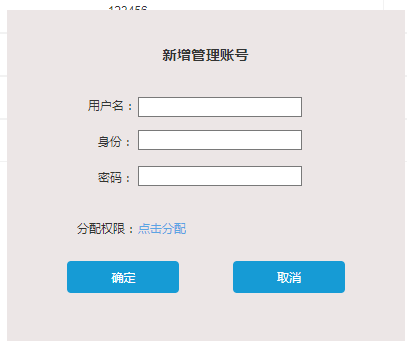 新增管理账号
用户名：
身份：
密码：
分配权限：点击分配
确定
取消